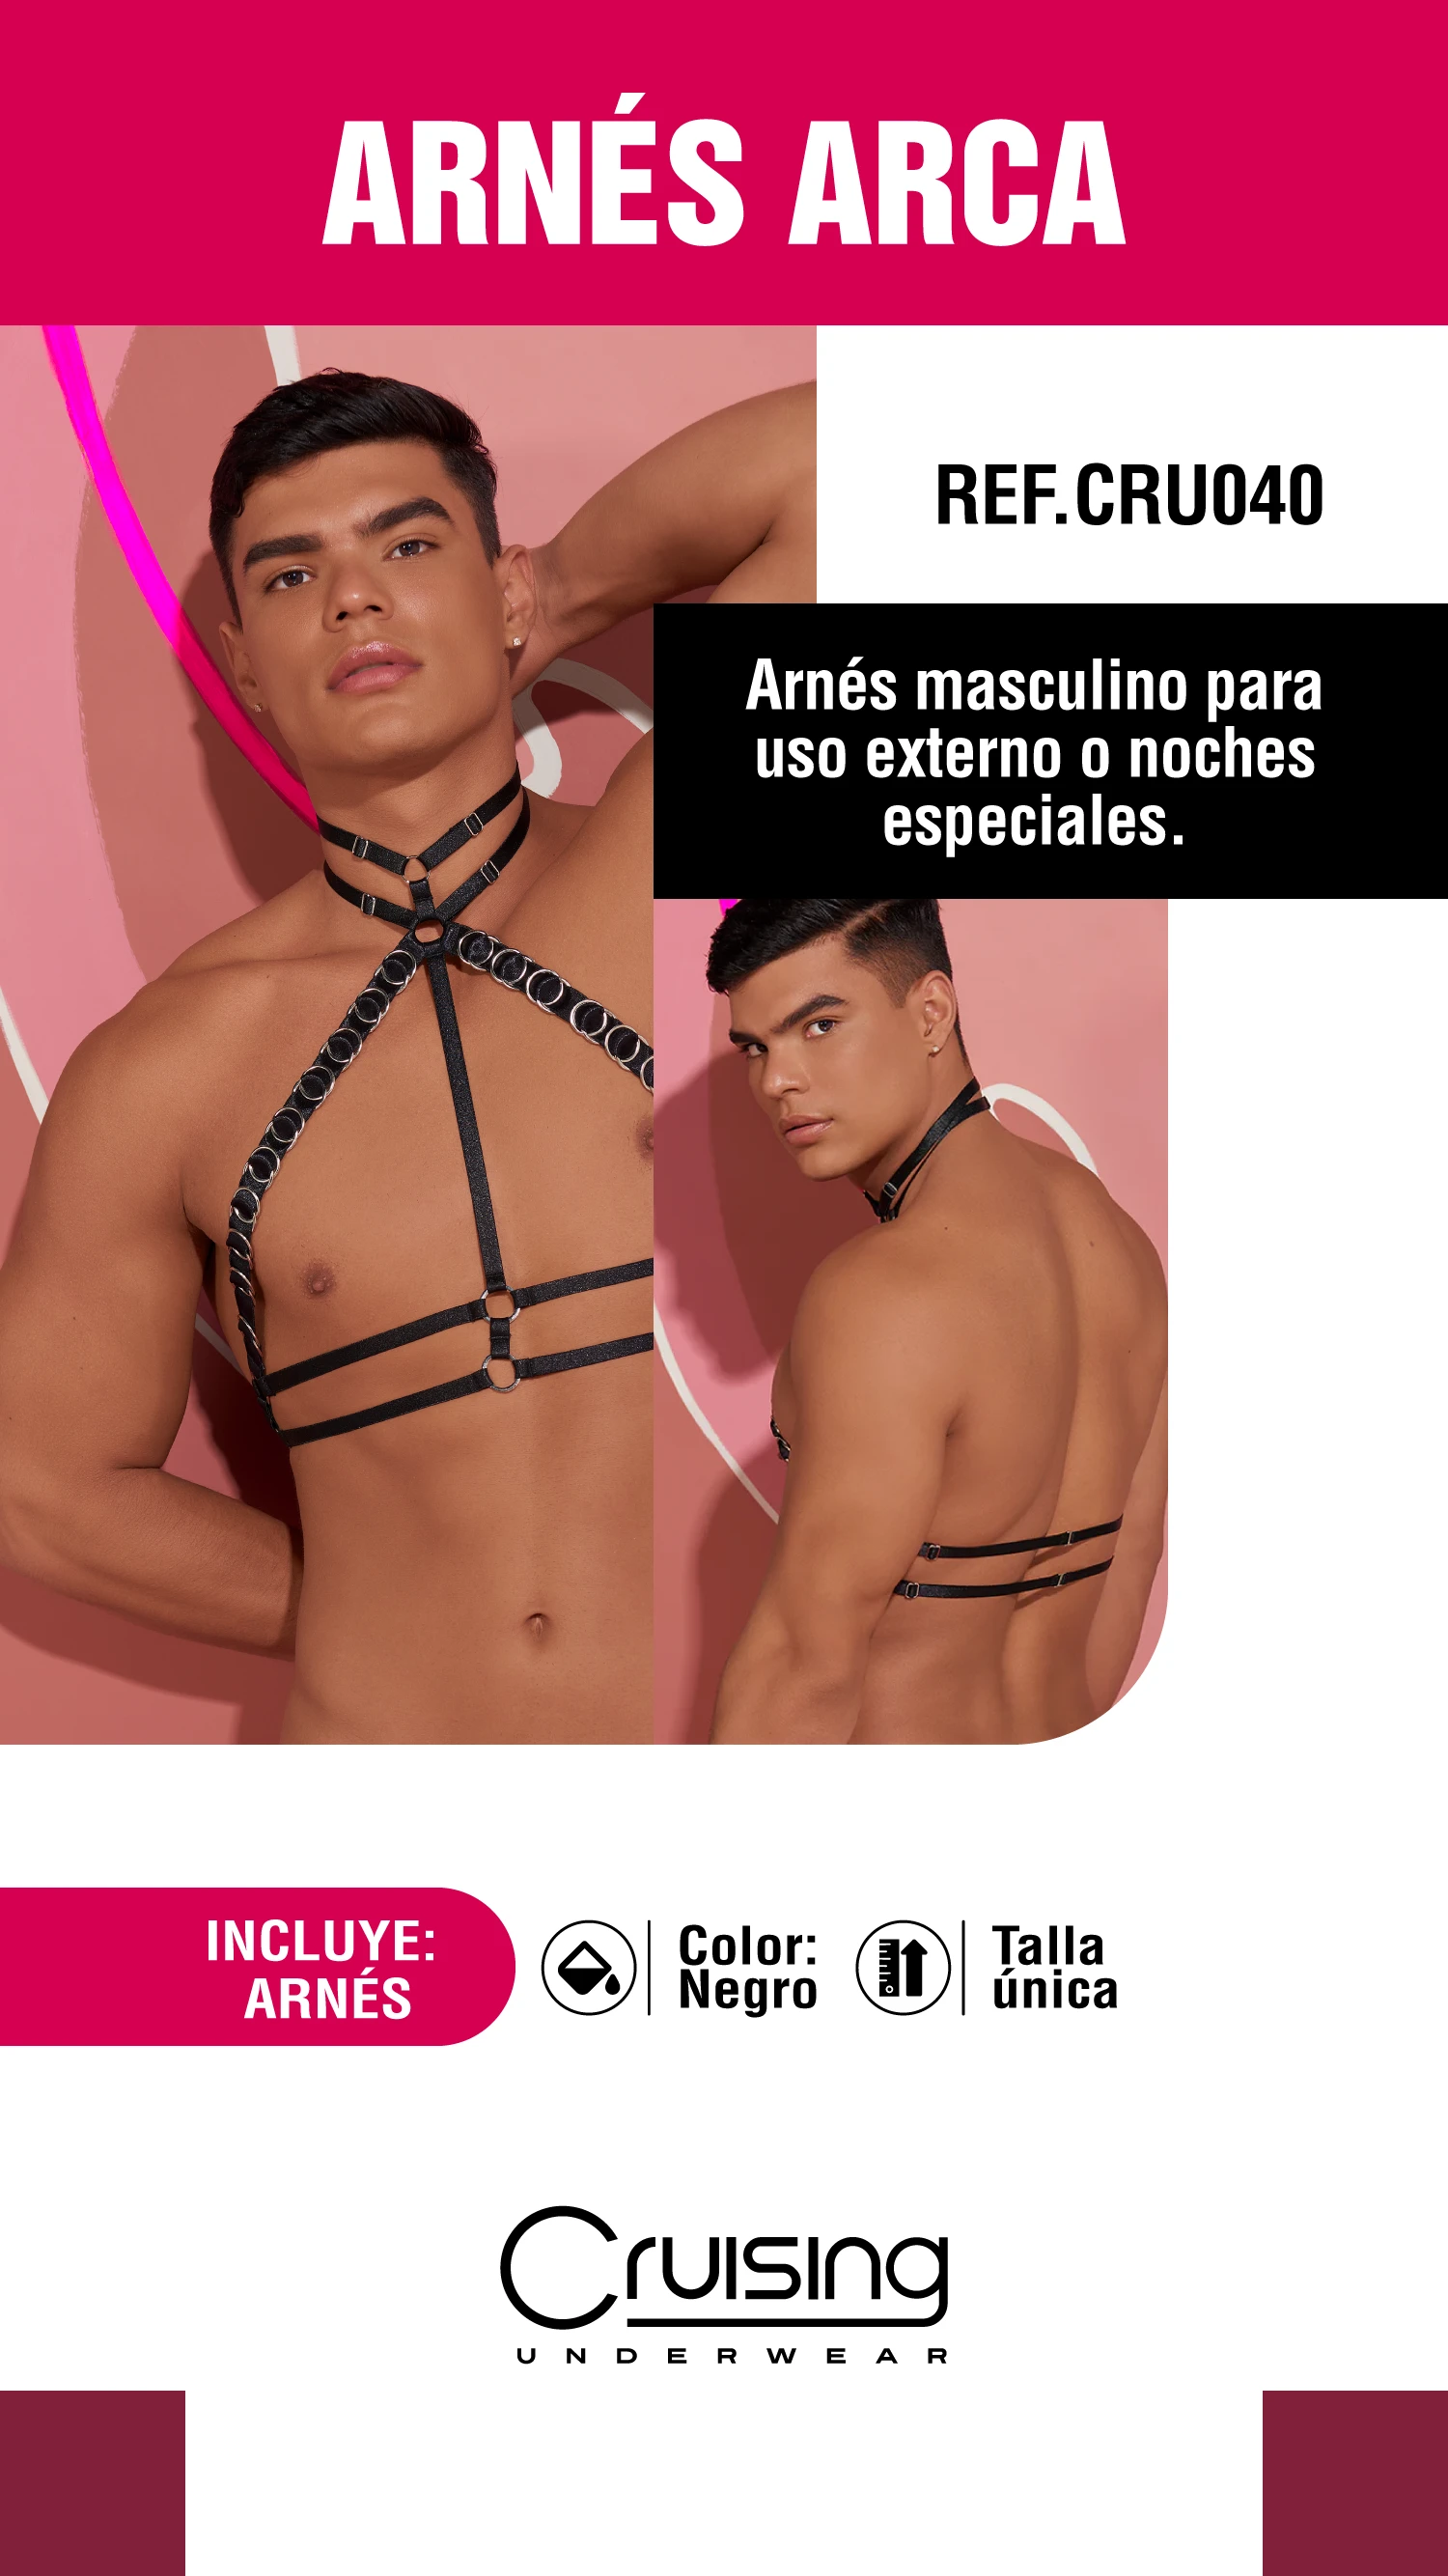 ARNÉS ARCA
REF.CRU040
Arnés masculino para
uso externo o noches
especiales.
INCLUYE:
ARNÉS
Color:
Negro
Talla
única
Cruising
UNDERWEAR